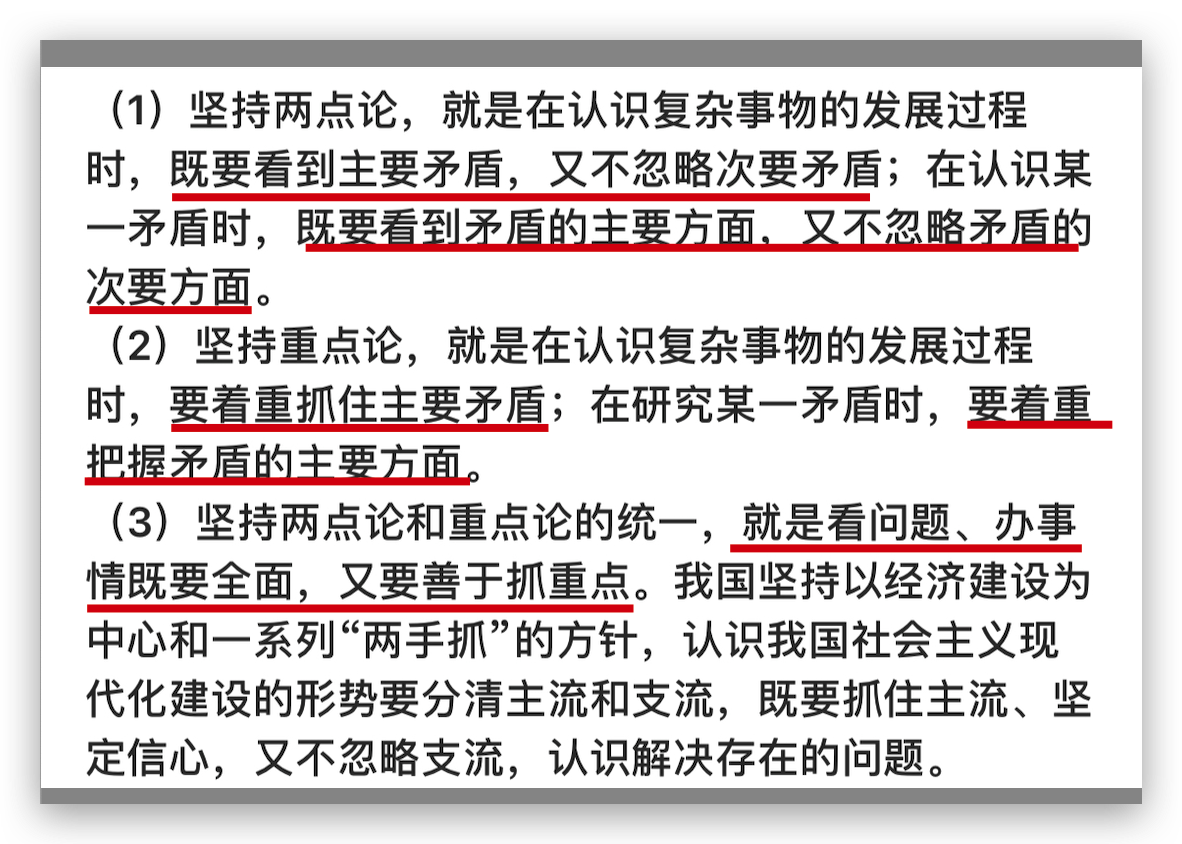 （1）坚持两点论，就是在认识复杂事物的发展过程
时，既要看到主要矛盾，又不忽略次要矛盾；在认识某
一矛盾时，既要看到矛盾的主要方面，又不忽略矛盾的
次要方面。
（2）坚持重点论，就是在认识复杂事物的发展过程
时，要着重抓住主要矛盾；在研究某一矛盾时，要着重
把握矛盾的主要方面。
（3）坚持两点论和重点论的统一，就是看问题、办事
情既要全面，又要善于抓重点。我国坚持以经济建设为
中心和一系列“两手抓”的方针，认识我国社会主义现
代化建设的形势要分清主流和支流，既要抓住主流、坚
定信心，又不忽略支流，认识解决存在的问题。